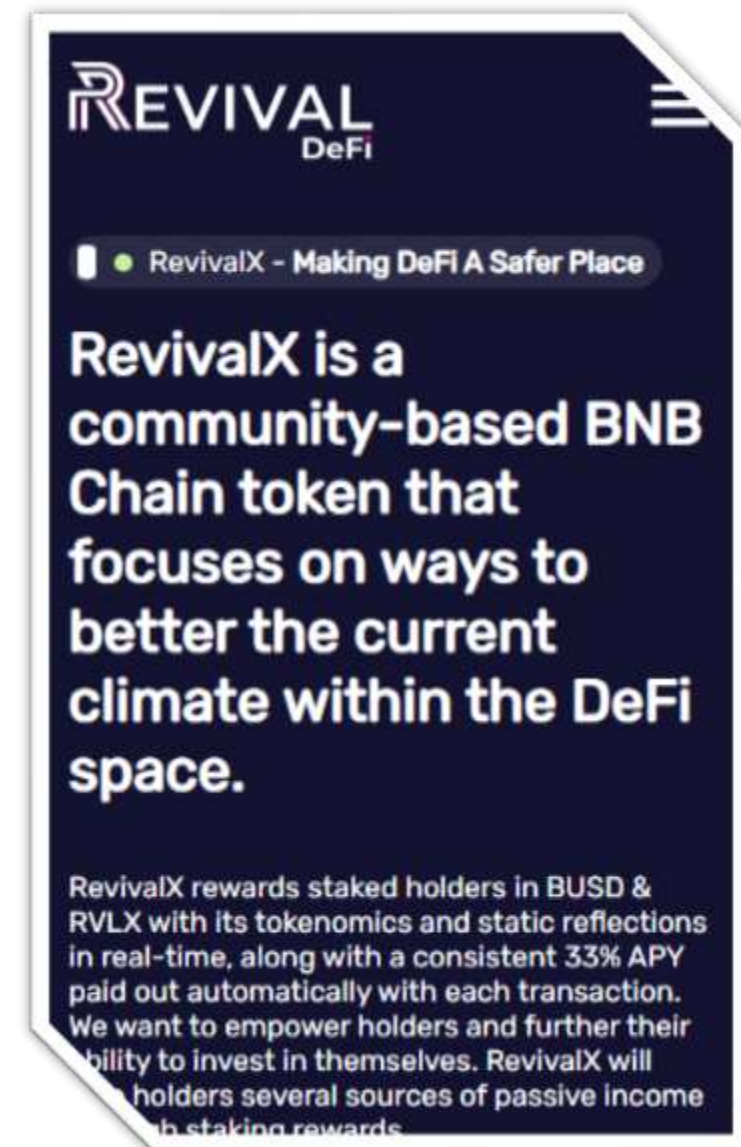 REVIVAL
DeFi
RevivalX - Making DeFi A Safer Place
RevivalX is a
community-based BNB
Chain token that
focuses on ways to
better the current
climate within the DeFi
space.
RevivalX rewards staked holders in BUSD &
RVLX with its tokenomics and static reflections
in real-time, along with a consistent 33% APY
paid out automatically with each transaction.
We want to empower holders and further their
to invest in themselves. RevivalX will
holders several sources of passive income
staking rewards